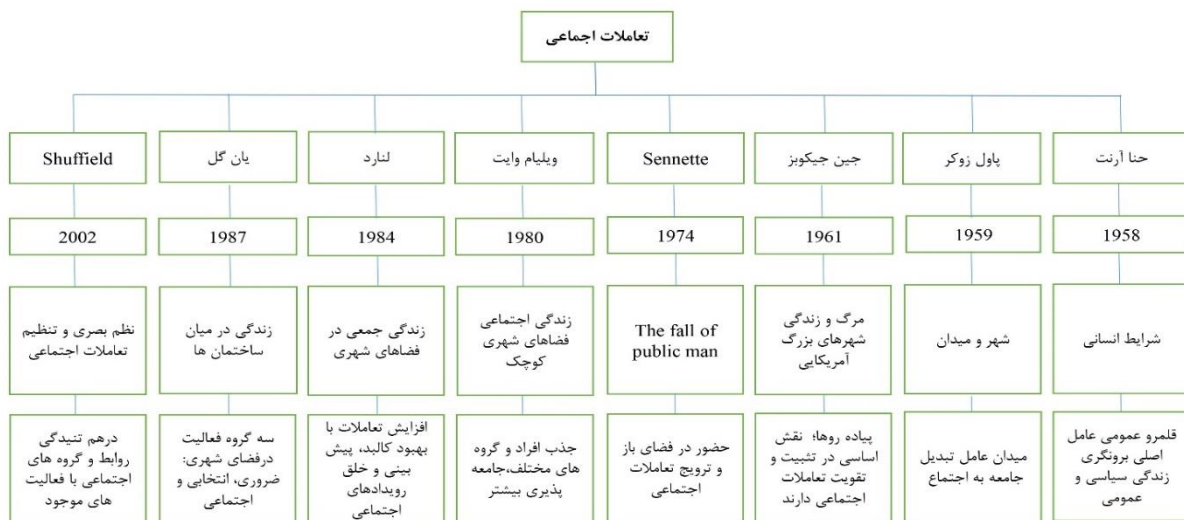 تعاملات اجماعی
حنا آرنت
پاول زوکر
جین جیکوبز
Sennette
ویلیام وایت
لنارد
یان گل
Shuffield
1958
1959
1961
1974
1980
1984
1987
2002
شرایط انسانی
شهر و میدان
مرگ و زندگی
شهرهای بزرگ
آمریکایی
The fall of
public man
زندگی اجتماعی
فضاهای شهری
کوچک
زندگی جمعی در
فضاهای شهری
زندگی در میان
ساختمان ها
نظم بصری و تنظیم
تعاملات اجتماعی
قلمرو عمومی عامل
اصلی برونگری
زندگی سیاسی و
عمومی
میدان عامل تبدیل
جامعه به اجتماع
پیاده روها؛ نقش
اساسی در تثبیت و
تقویت تعاملات
اجتماعی دارند
حضور در فضای باز
و ترویج تعاملات
اجتماعی
جذب افراد و گروه
های مختلف،جامعه
پذیری بیشتر
افزایش تعاملات با
بهبود کالبد، پیش
بینی و خلق
رویدادهای
اجتماعی
سه گروه فعالیت
درفضای شهری:
ضروری، انتخابی و
اجتماعی
درهم تنیدگی
روابط و گروه های
اجتماعی با فعالیت
های موجود